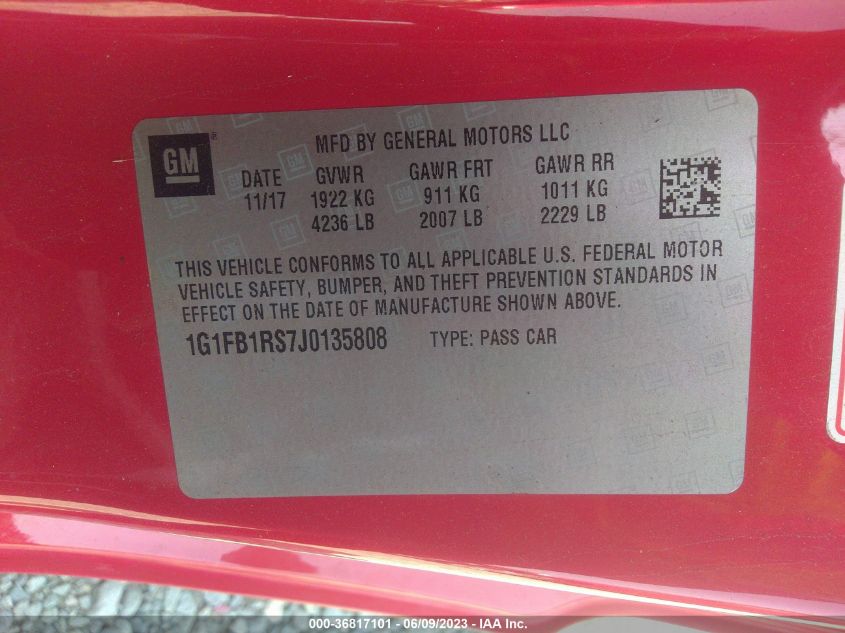 GM
MFD BY GENERAL MOTORS LLC
DATE GVWR GAWR FRT GAWR RR
11/17 1922 KG 911 KG 1011 KG
4236 LB 2007 LB 2229 LB
THIS VEHICLE CONFORMS TO ALL APPLICABLE U.S. FEDERAL MOTOR
VEHICLE SAFETY, BUMPER, AND THEFT PREVENTION STANDARDS IN
EFFECT ON THE DATE OF MANUFACTURE SHOWN ABOVE.
1G1FB1RS7J0135808 TYPE: PASS CAR
000-36817101 - 06/09/2023 - IAA Inc.